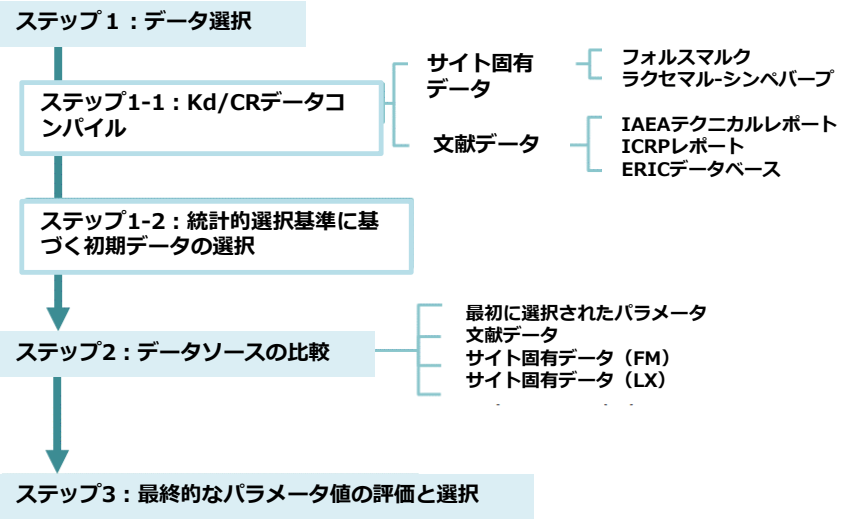 ステップ１：データ選択
ステップ1-1：Kd/CRデータコ
ンパイル
サイト固有
データ
フォルスマルク
ラクセマル-シンペバープ
文献データ
IAEAテクニカルレポート
ICRPレポート
ERICデータベース
ステップ1-2：統計的選択基準に基
づく初期データの選択
ステップ2：データソースの比較
最初に選択されたパラメータ
文献データ
サイト固有データ（FM）
サイト固有データ（LX）
ステップ3：最終的なパラメータ値の評価と選択